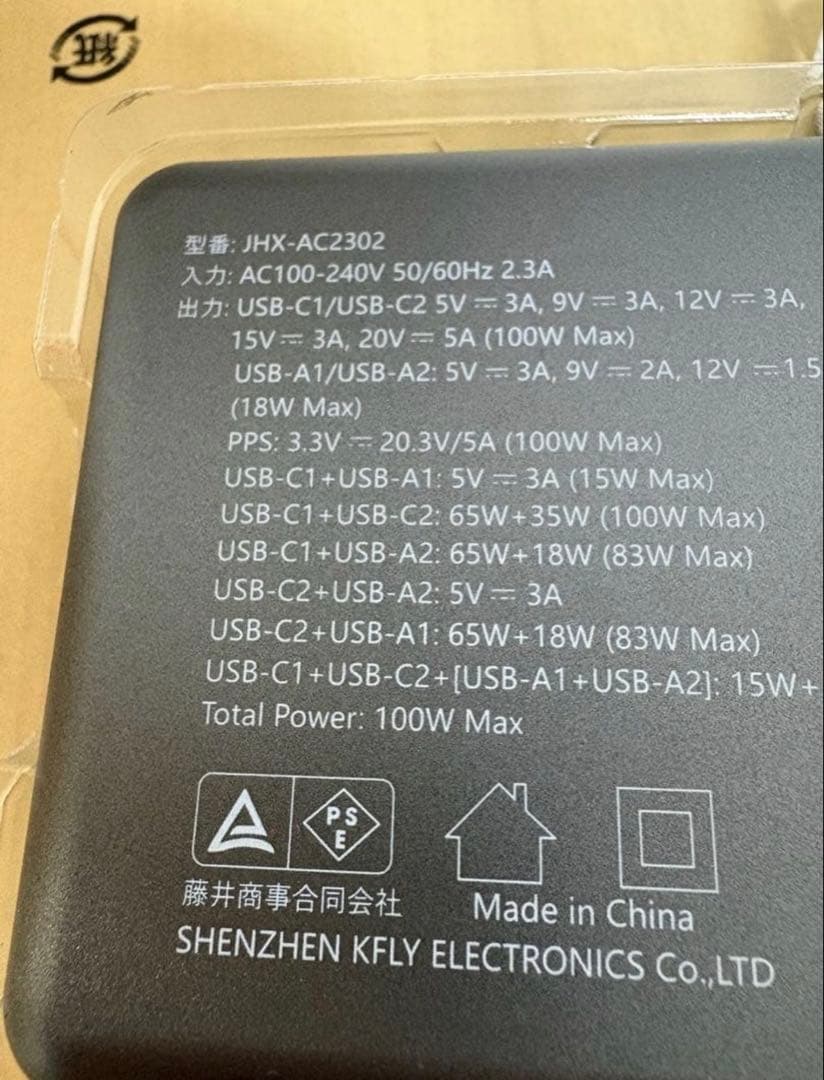 紙
型番: JHX-AC2302
入力: AC100-240V 50/60Hz 2.3A
出力: USB-C1/USB-C2 5V⎓3A, 9V⎓3A, 12V⎓3A,
15V⎓3A, 20V⎓5A (100W Max)
USB-A1/USB-A2: 5V⎓3A, 9V⎓2A, 12V⎓1.5
(18W Max)
PPS: 3.3V⎓20.3V/5A (100W Max)
USB-C1+USB-A1: 5V⎓3A (15W Max)
USB-C1+USB-C2: 65W+35W (100W Max)
USB-C1+USB-A2: 65W+18W (83W Max)
USB-C2+USB-A2: 5V⎓3A
USB-C2+USB-A1: 65W+18W (83W Max)
USB-C1+USB-C2+[USB-A1+USB-A2]: 15W+
Total Power: 100W Max
PSE
藤井商事合同会社
Made in China
SHENZHEN KFLY ELECTRONICS Co.,LTD